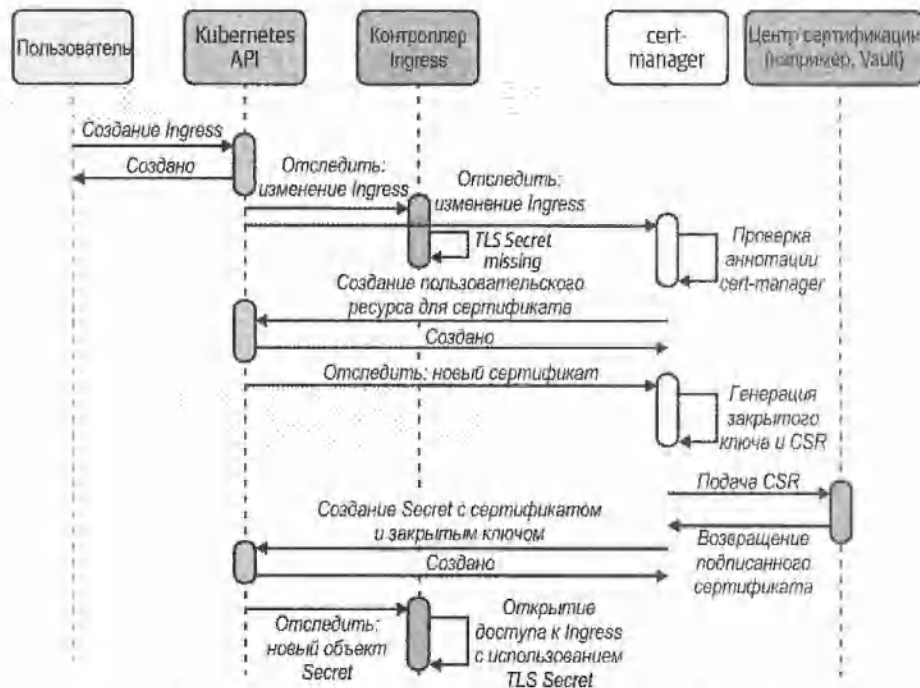 Пользователь
Kubernetes
API
Контроллер
Ingress
cert-
manager
Центр сертификации
(например, Vault)
Создание Ingress
Создано
Отследить:
изменение Ingress
Отследить:
изменение Ingress
TLS Secret
missing
Проверка
аннотации
cert-manager
Создание пользовательского
ресурса для сертификата
Создано
Отследить: новый сертификат
Генерация
закрытого
ключа и CSR
Подача CSR
Создание Secret с сертификатом
и закрытым ключом
Возвращение
подписанного
сертификата
Создано
Отследить:
новый объект
Secret
Открытие
доступа к Ingress
с использованием
TLS Secret